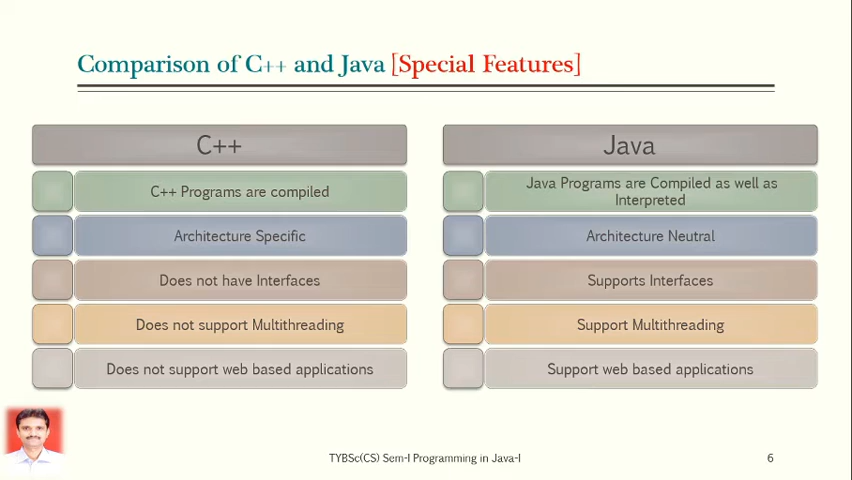 Comparison of C++ and Java [Special Features]
C++
C++ Programs are compiled
Architecture Specific
Does not have Interfaces
Does not support Multithreading
Does not support web based applications
Java
Java Programs are Compiled as well as
Interpreted
Architecture Neutral
Supports Interfaces
Support Multithreading
Support web based applications
TYBSc(CS) Sem-I Programming in Java-I
6